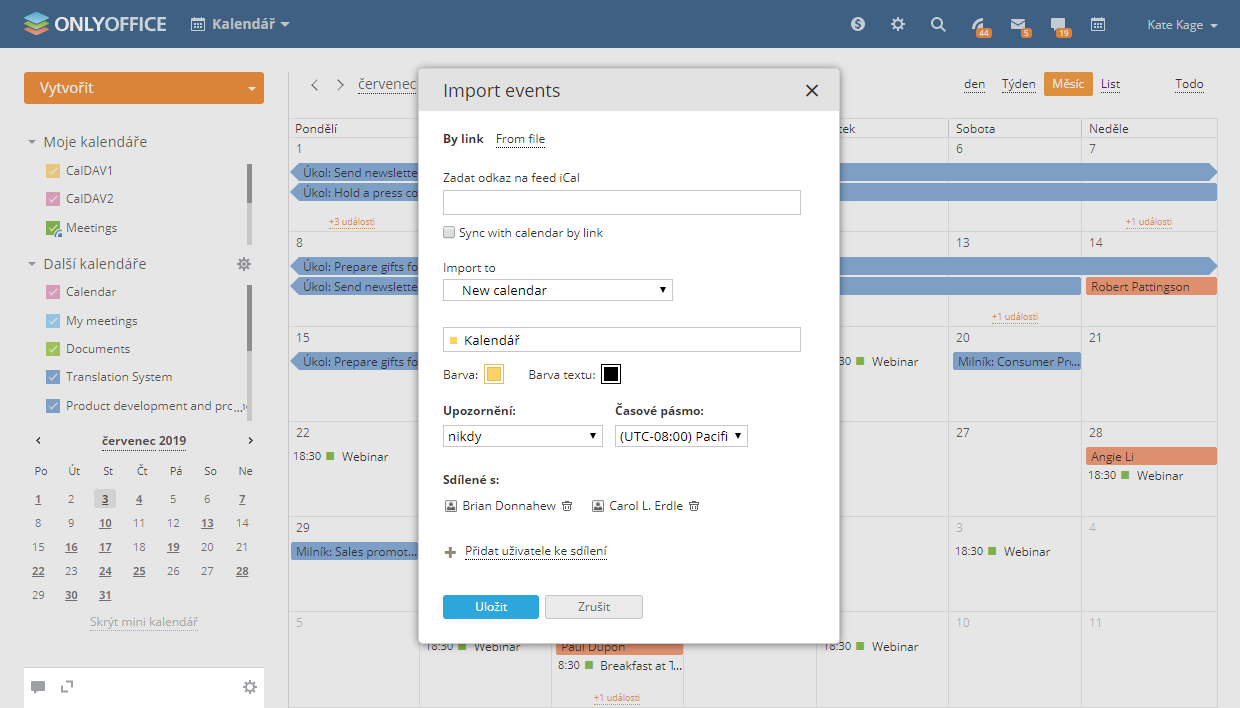 ONLYOFFICE Kalendář 44 5 19 Kate Kage
Vytvořit
červenec
den Týden Měsíc List Todo
Moje kalendáře
CalDAV1
CalDAV2
Meetings
Další kalendáře
Calendar
My meetings
Documents
Translation System
Product development and prc...
červenec 2019
Po Út St Čt Pá So Ne
1 2 3 4 5 6 7
8 9 10 11 12 13 14
15 16 17 18 19 20 21
22 23 24 25 26 27 28
29 30 31
Skrýt mini kalendář
Pondělí Sobota Neděle
1 6 7
Úkol: Send newslette
Úkol: Hold a press co
+3 události +1 události
8 13 14
Úkol: Prepare gifts fo
Úkol: Send newslette Robert Pattingson
+1 události
15 20 21
Úkol: Prepare gifts fo :30 Webinar Milník: Consumer Pr...
22 27 28
18:30 Webinar Angie Li
18:30 Webinar
29 3 4
Milník: Sales promot... 18:30 Webinar
5 10 11
18:30 Webinar Paul Dupon 18:30 Webinar
8:30 Breakfast at T...
+1 události
Import events
By link From file
Zadat odkaz na feed iCal
Sync with calendar by link
Import to
New calendar
Kalendář
Barva: Barva textu:
Upozornění: Časové pásmo:
nikdy (UTC-08:00) Pacifi
Sdílené s:
Brian Donnahew Carol L. Erdle
Přidat uživatele ke sdílení
Uložit Zrušit